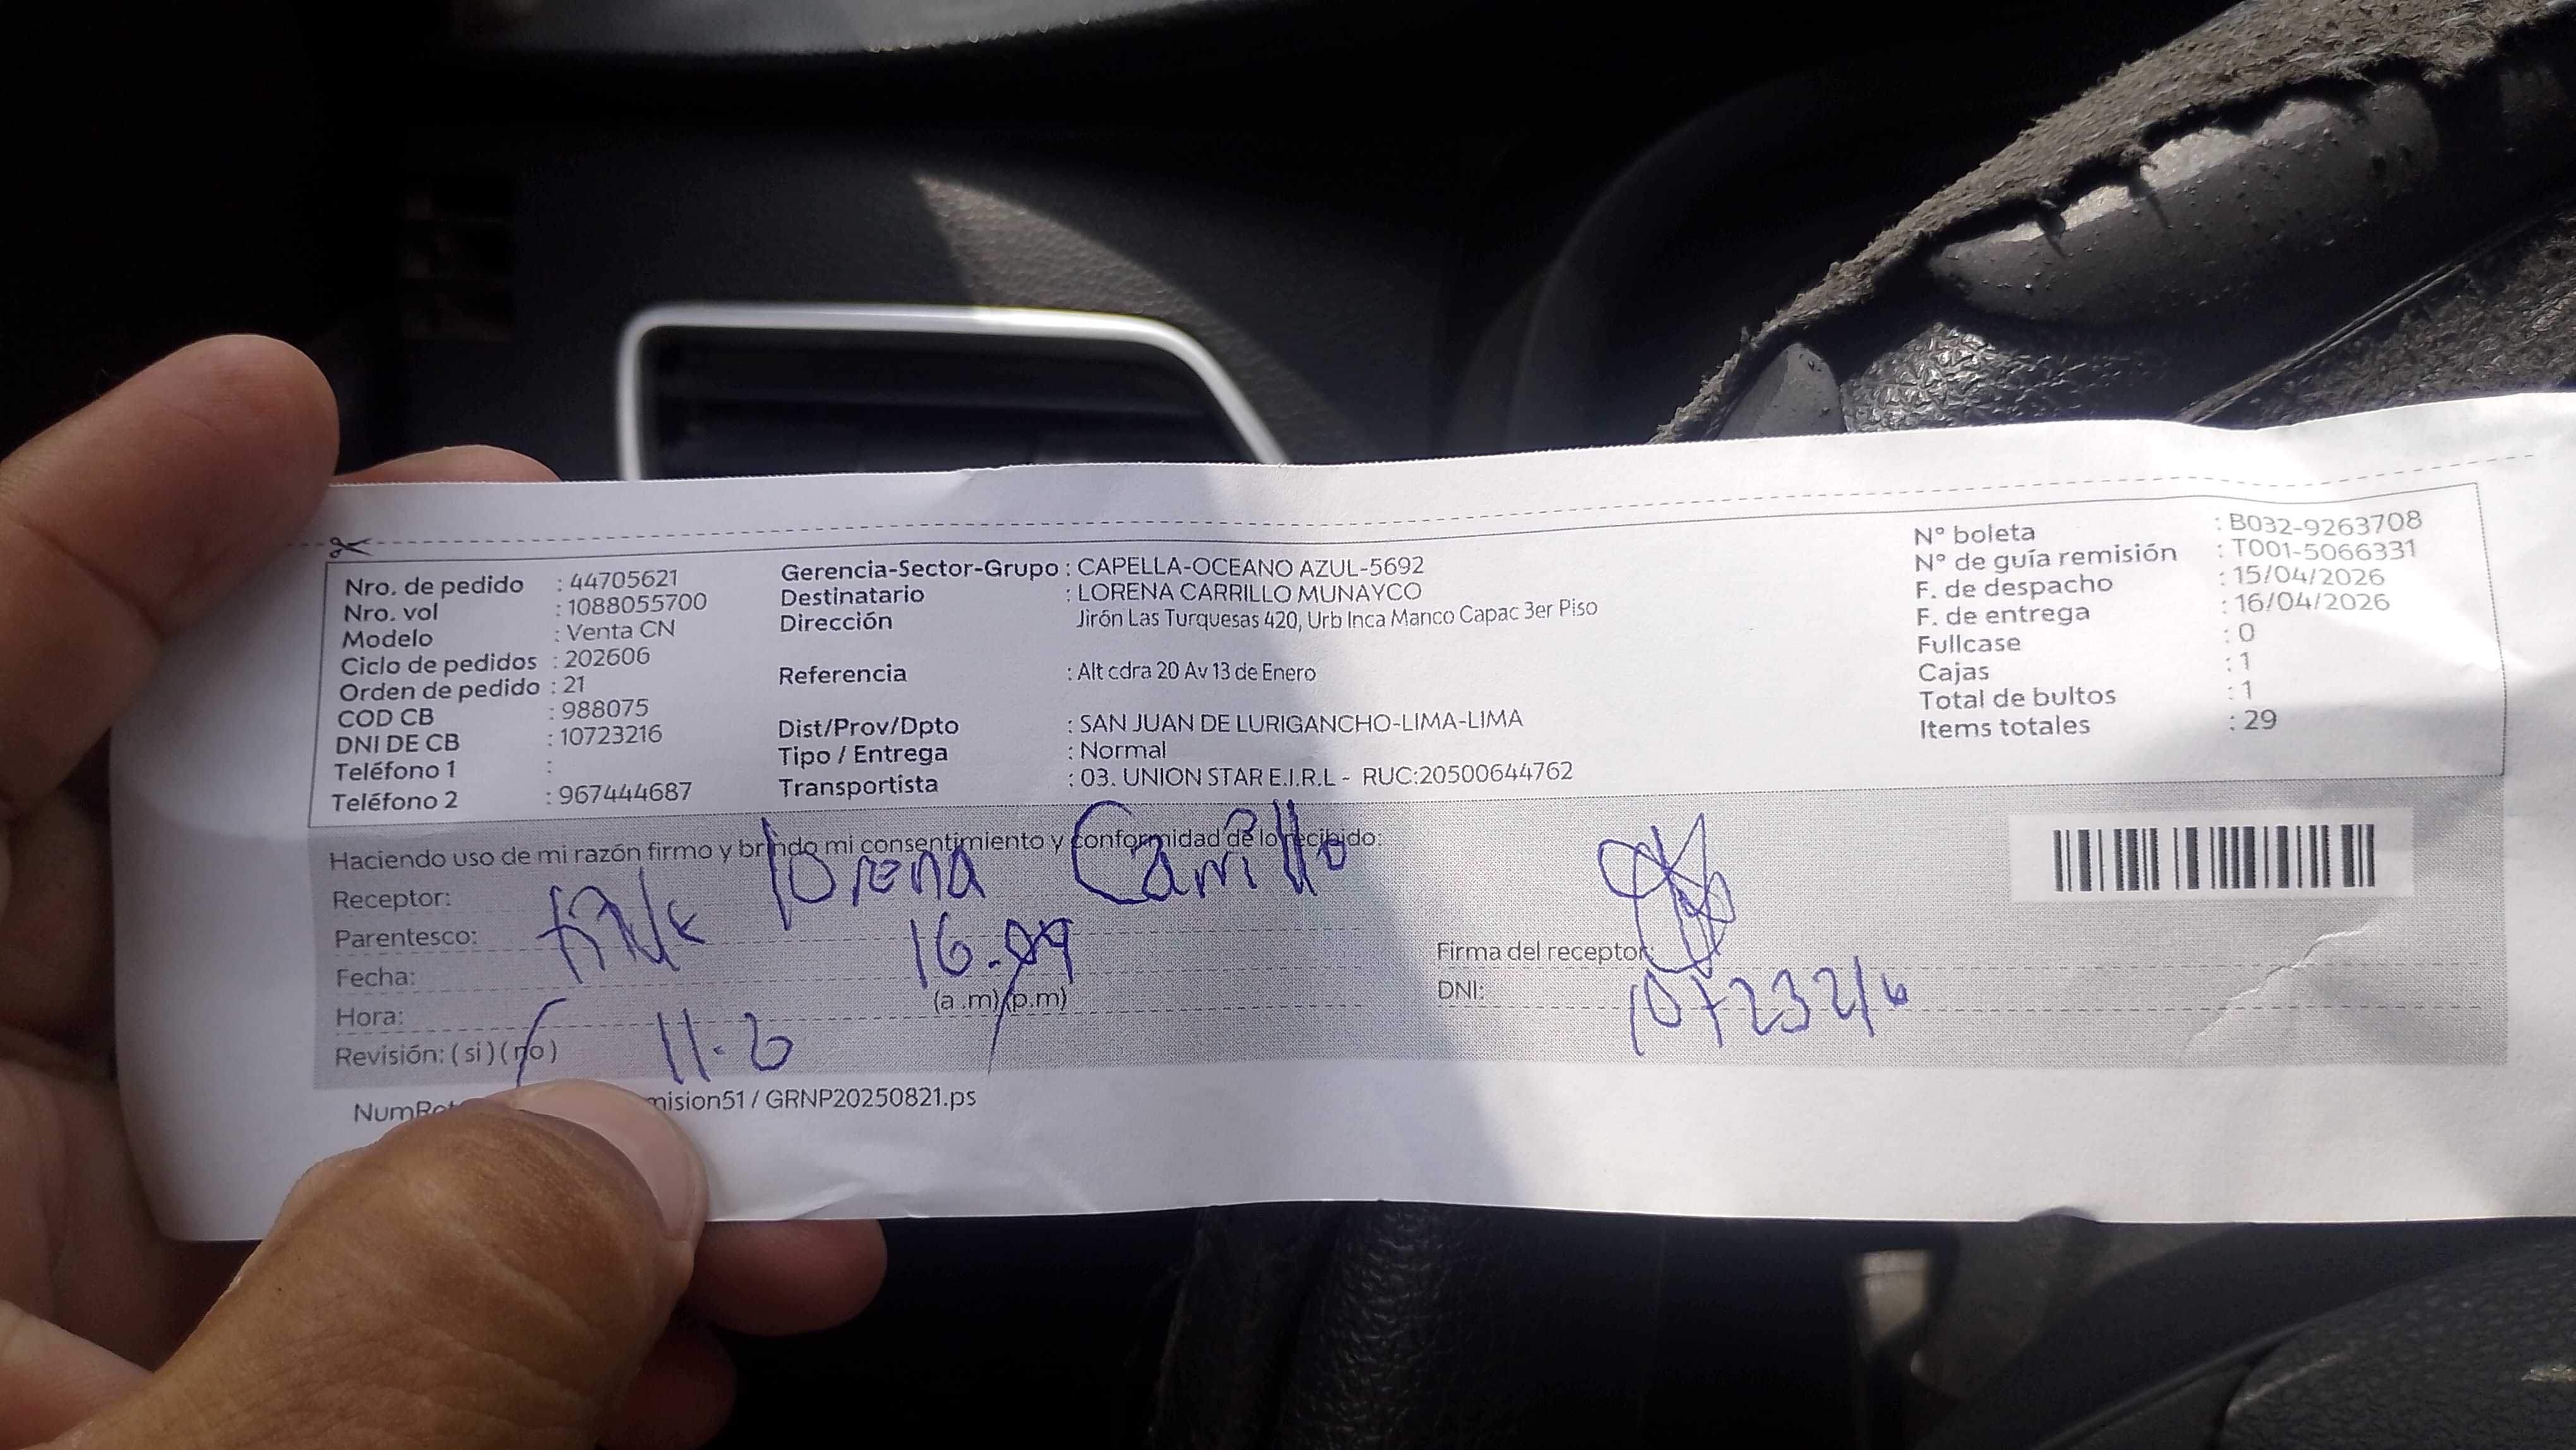 Nro. de pedido : 44705621
Nro. vol : 1088055700
Modelo : Venta CN
Ciclo de pedidos : 202606
Orden de pedido : 21
COD CB : 988075
DNI DE CB : 10723216
Teléfono 1 :
Teléfono 2 : 967444687
Gerencia-Sector-Grupo : CAPELLA-OCEANO AZUL-5692
Destinatario : LORENA CARRILLO MUNAYCO
Dirección Jirón Las Turquesas 420, Urb Inca Manco Capac 3er Piso
Referencia : Alt cdra 20 Av 13 de Enero
Dist/Prov/Dpto : SAN JUAN DE LURIGANCHO-LIMA-LIMA
Tipo / Entrega : Normal
Transportista : 03. UNION STAR E.I.R.L - RUC:20500644762
N° boleta : B032-9263708
N° de guía remisión : T001-5066331
F. de despacho : 15/04/2026
F. de entrega : 16/04/2026
Fullcase : 0
Cajas : 1
Total de bultos : 1
Items totales : 29
Haciendo uso de mi razón firmo y brindo mi consentimiento y conformidad de lo recibido:
Receptor: lorena Carrillo
Parentesco:
Fecha: 16-09
Hora: (a.m)(p.m)
Revisión: (si)(no) 11.
Firma del receptor:
DNI: 10723216
mision51 / GRNP20250821.ps